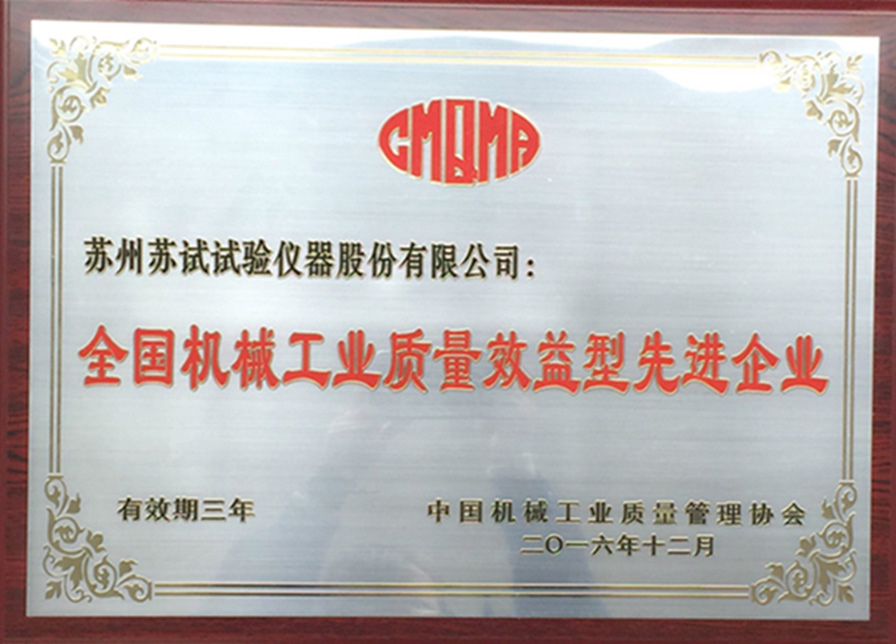 CMQMA
苏州苏试试验仪器股份有限公司：
全国机械工业质量效益型先进企业
有效期三年
中国机械工业质量管理协会
二〇一六年十二月